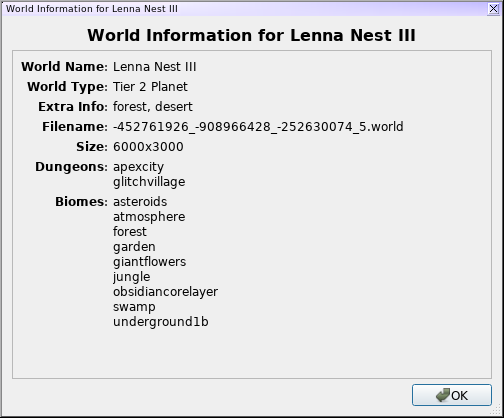 World Information for Lenna Nest III
World Information for Lenna Nest III
World Name: Lenna Nest III
World Type: Tier 2 Planet
Extra Info: forest, desert
Filename: -452761926_-908966428_-252630074_5.world
Size: 6000x3000
Dungeons: apexcity
glitchvillage
Biomes: asteroids
atmosphere
forest
garden
giantflowers
jungle
obsidiancorelayer
swamp
underground1b
OK